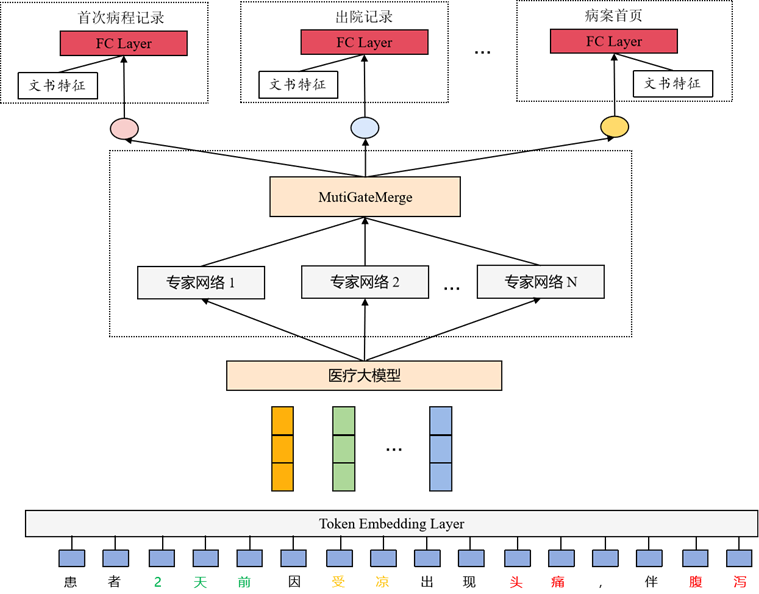 首次病程记录 出院记录 病案首页
FC Layer FC Layer ... FC Layer
文书特征 文书特征 文书特征
MutiGateMerge
专家网络 1 专家网络 2 ... 专家网络 N
医疗大模型
...
Token Embedding Layer
患 者 2 天 前 因 受 凉 出 现 头 痛 , 伴 腹 泻